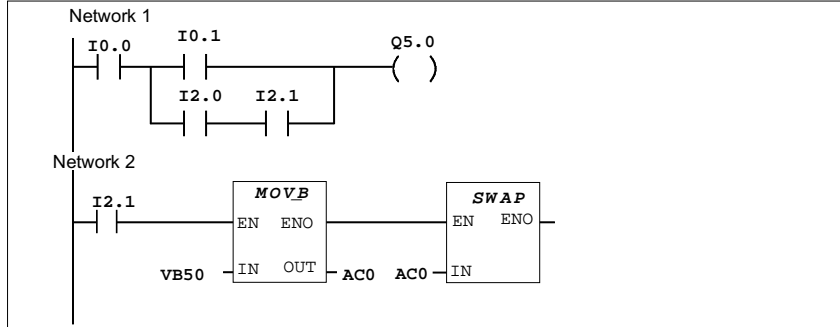 Network 1
I0.0 I0.1 Q5.0
I2.0 I2.1
Network 2
I2.1 MOV_B SWAP
EN ENO EN ENO
VB50 IN OUT AC0 AC0 IN